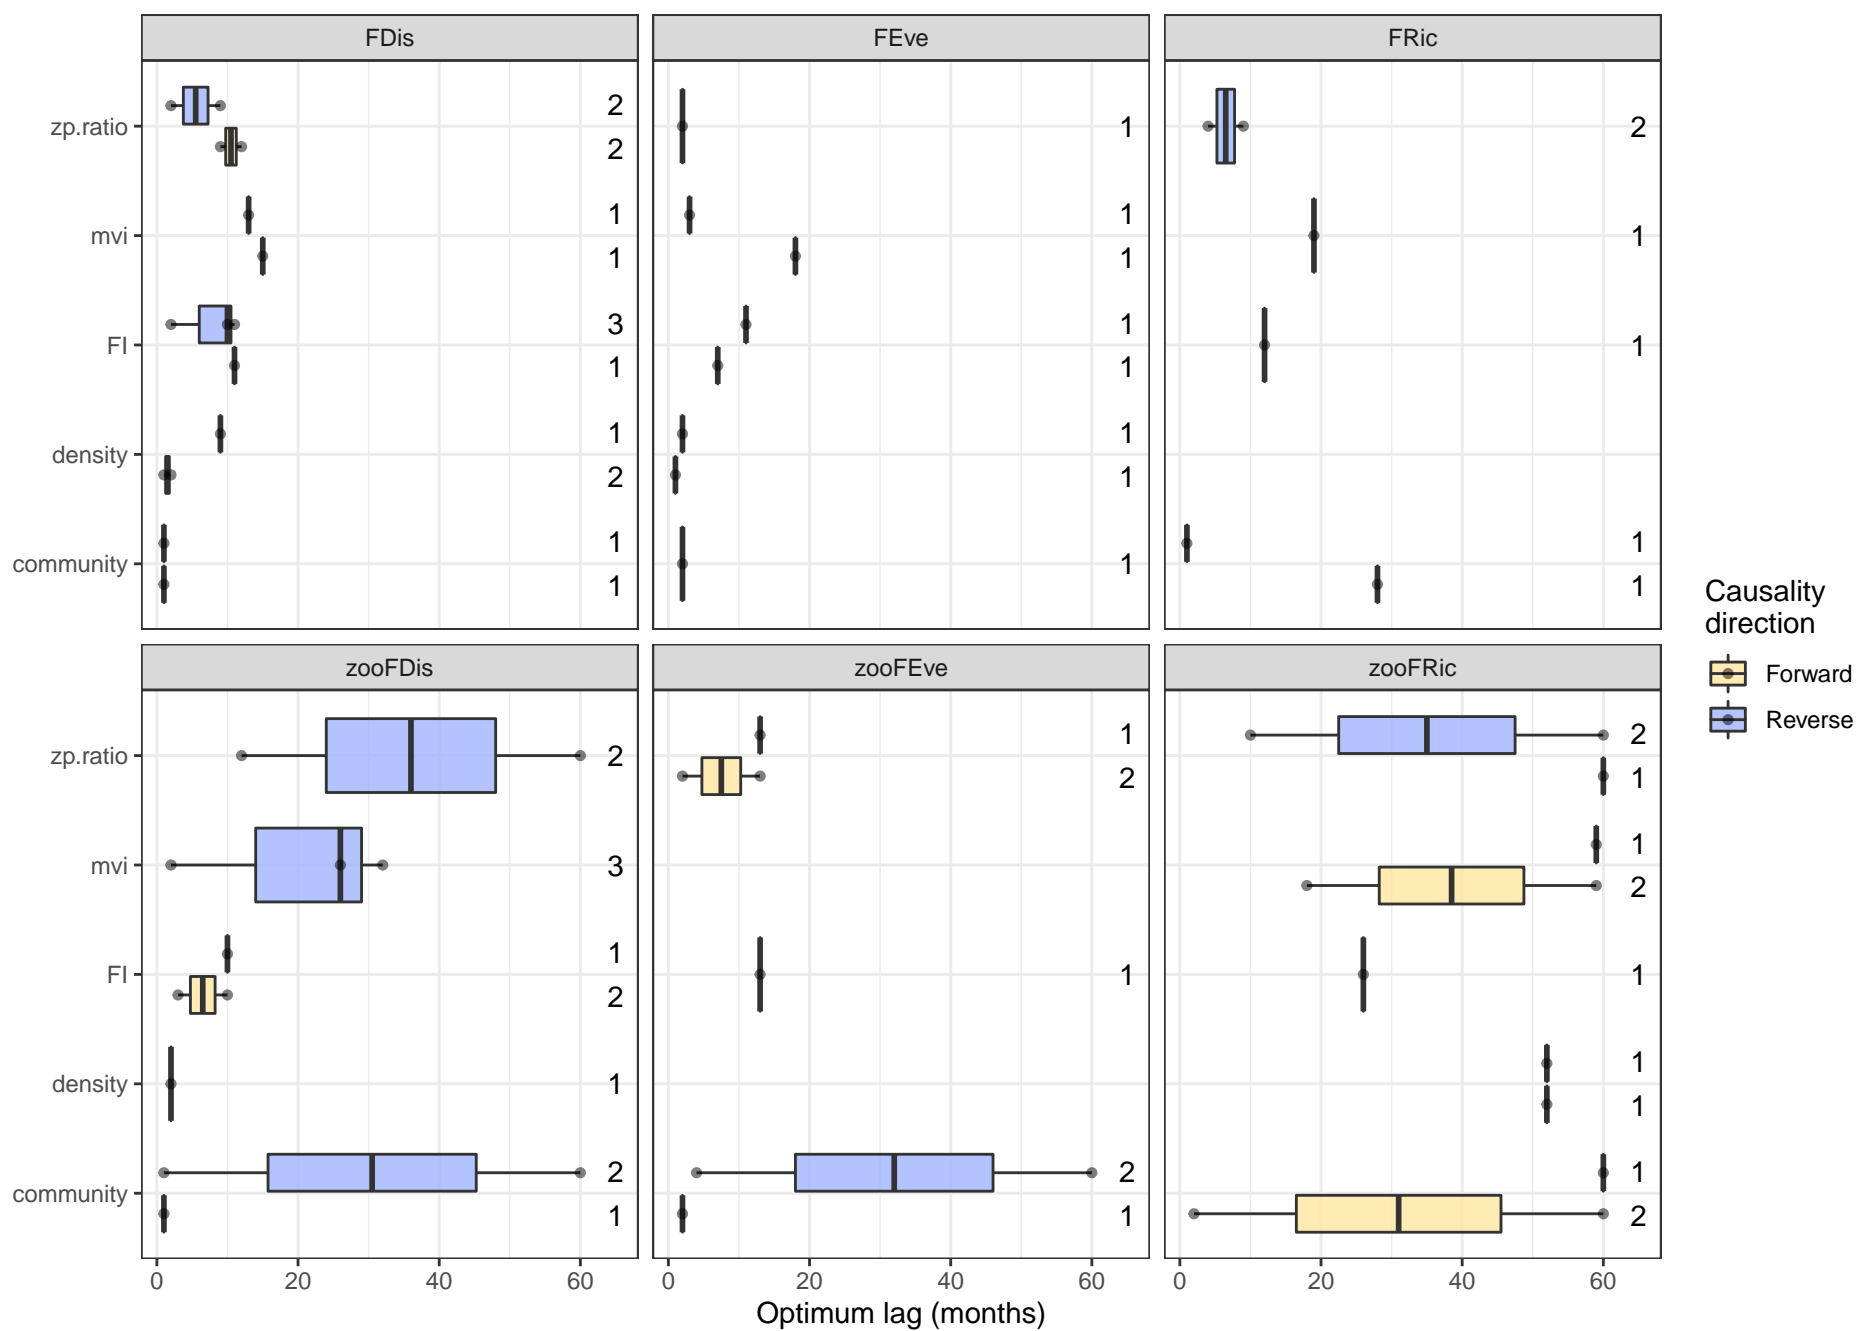 FDis FEve FRic
zp.ratio 2 1 2
2
mvi 1 1 1
1 1
FI 3 1 1
1 1
density 1 1
2 1
community 1 1 1
1 1
zooFDis zooFEve zooFRic
zp.ratio 2 1 2
2 1
mvi 3 1
2
FI 1 1 1
2
density 1 1
1
community 2 2 1
1 1 2
0 20 40 60 0 20 40 60 0 20 40 60
Optimum lag (months)
Causality
direction
Forward
Reverse